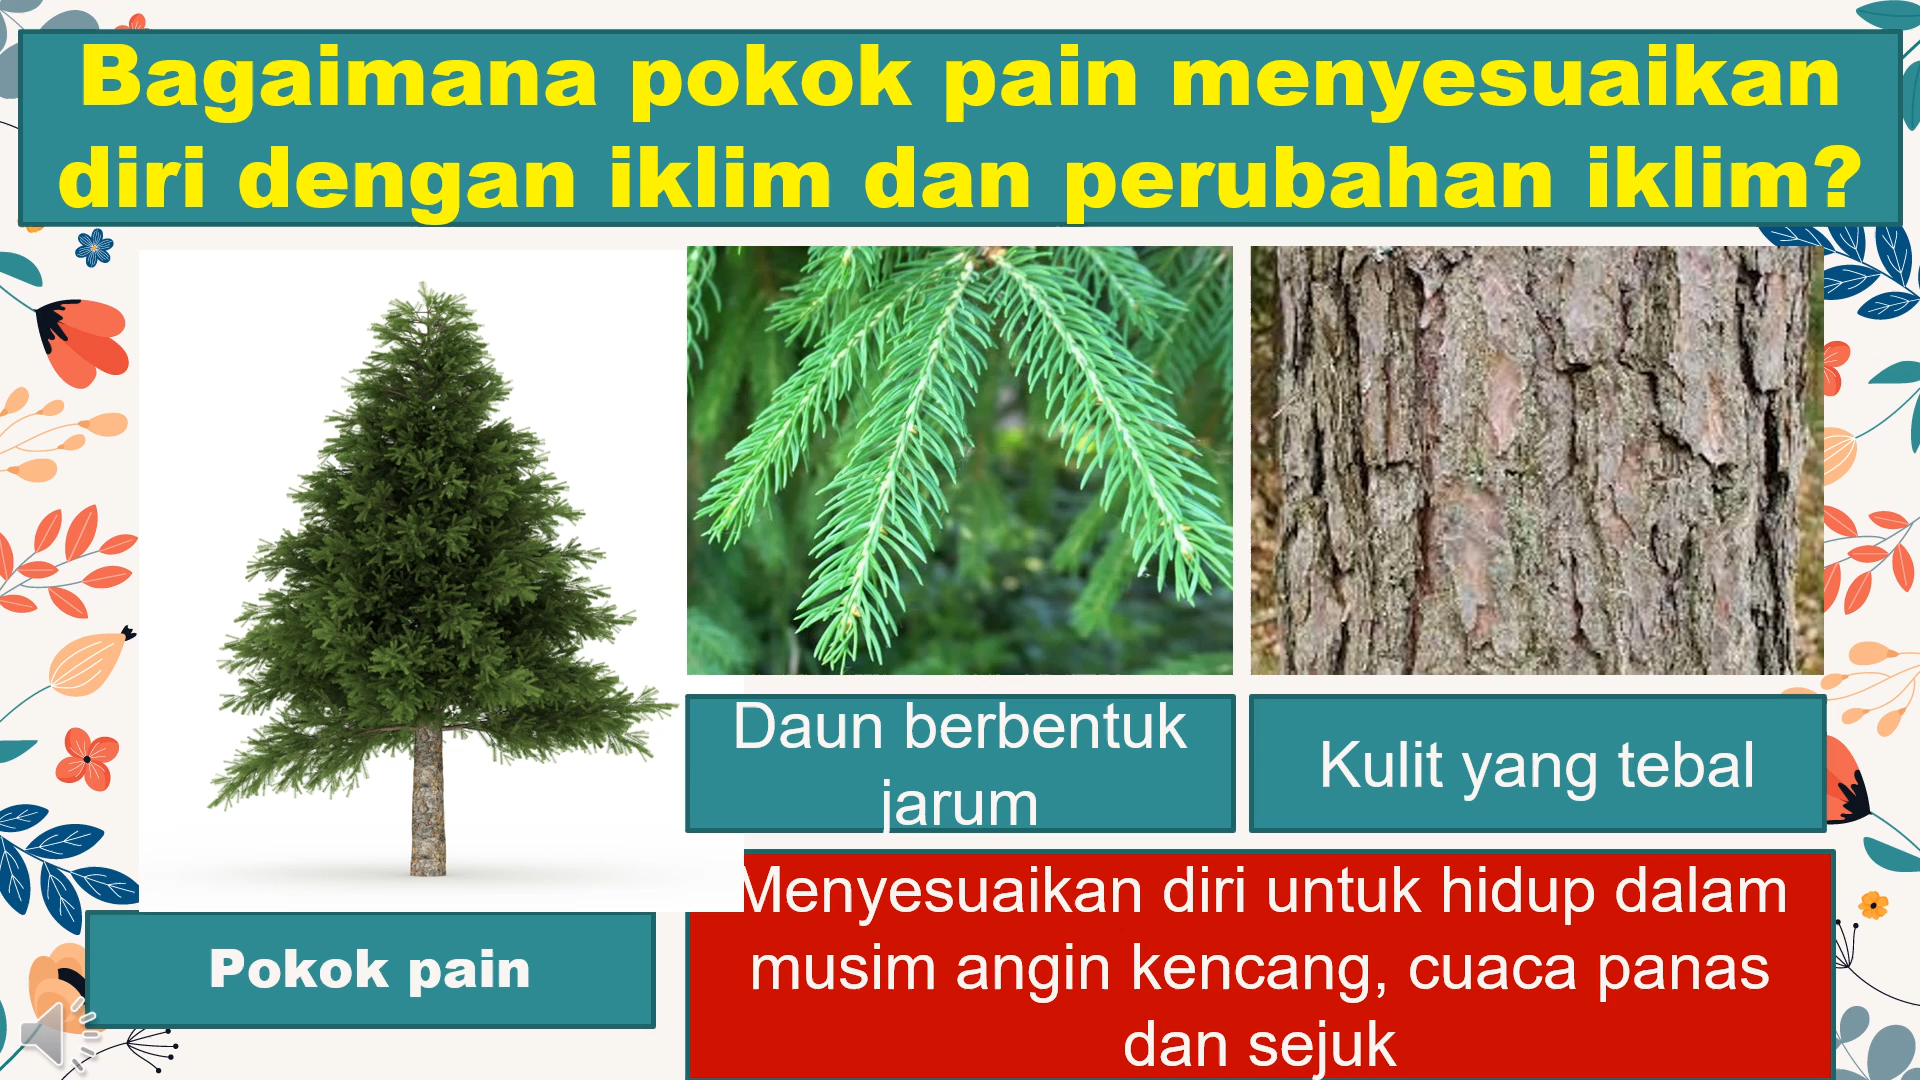 Bagaimana pokok pain menyesuaikan
diri dengan iklim dan perubahan iklim?
Daun berbentuk
jarum
Kulit yang tebal
Pokok pain
Menyesuaikan diri untuk hidup dalam
musim angin kencang, cuaca panas
dan sejuk